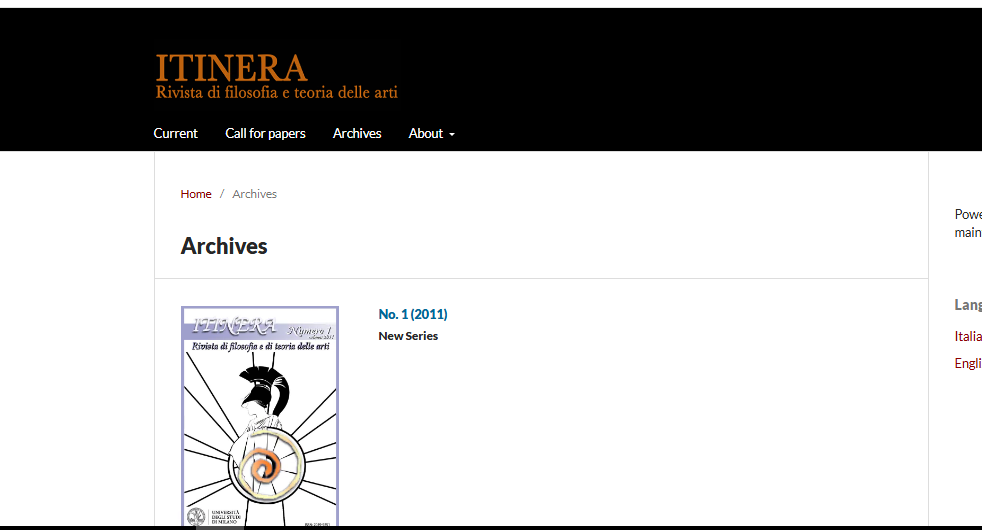 ITINERA
Rivista di filosofia e teoria delle arti
Current Call for papers Archives About
Home / Archives
Archives
No. 1 (2011)
New Series
ITINERA Numero 1
Rivista di filosofia e di teoria delle arti
UNIVERSITÀ
DEGLI STUDI
DI MILANO
Powe
main
Lang
Italia
Engli